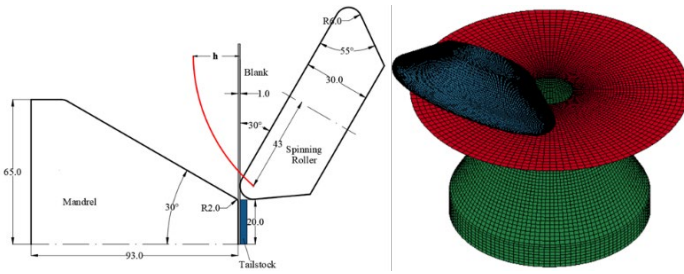 R6.0
55°
h
Blank
30.0
1.0
30°
43
Spinning
Roller
65.0
Mandrel
30°
R2.0
20.0
93.0
Tailstock